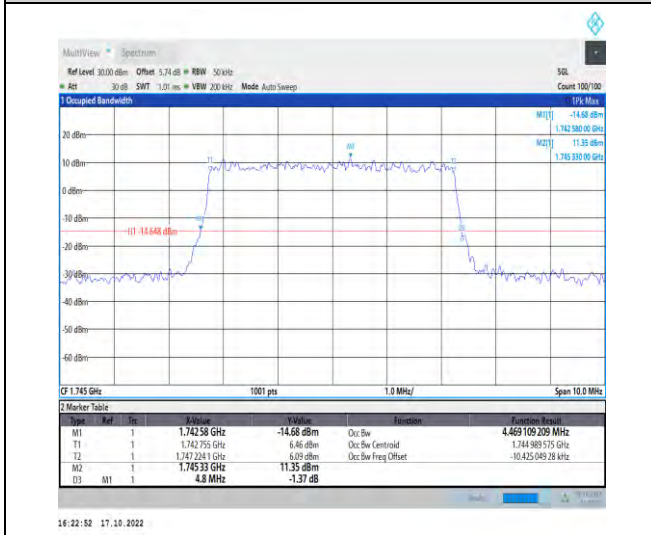 MultiView Spectrum
Ref Level 30.00 dBm Offset 5.74 dB RBW 50 kHz SGL
Att 30 dB SWT 1.01 ms VBW 200 kHz Mode Auto Sweep Count 100/100
1 Occupied Bandwidth 1Pk Max
M1[1] -14.68 dBm
1.742 580 00 GHz
M2[1] 11.35 dBm
1.745 330 00 GHz
20 dBm
M2
T1
10 dBm
0 dBm
-10 dBm
H1 -14.648 dBm
-20 dBm
-30 dBm
-40 dBm
-50 dBm
-60 dBm
CF 1.745 GHz 1001 pts 1.0 MHz/ Span 10.0 MHz
2 Marker Table
Type Ref Trc X-Value Y-Value Function Function Result
M1 1 1.742 58 GHz -14.68 dBm Occ Bw 4.469 109 209 MHz
T1 1 1.742 755 GHz 6.46 dBm Occ Bw Centroid 1.744 989 575 GHz
T2 1 1.747 224 1 GHz 6.09 dBm Occ Bw Freq Offset -10.425 049 28 kHz
M2 1 1.745 33 GHz 11.35 dBm
D3 M1 1 4.8 MHz -1.37 dB
16:22:52 17.10.2022